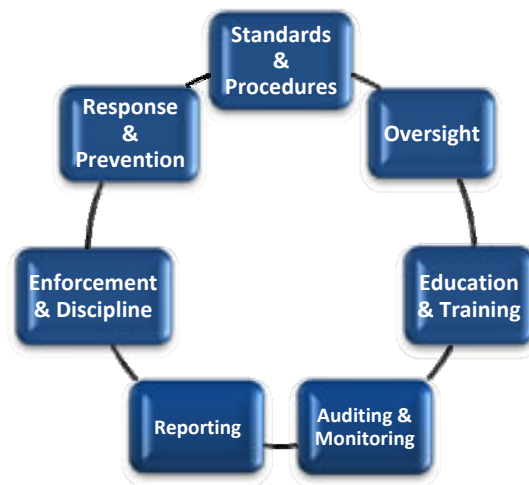 Standards
&
Procedures
Oversight
Education
& Training
Auditing &
Monitoring
Reporting
Enforcement
& Discipline
Response
&
Prevention